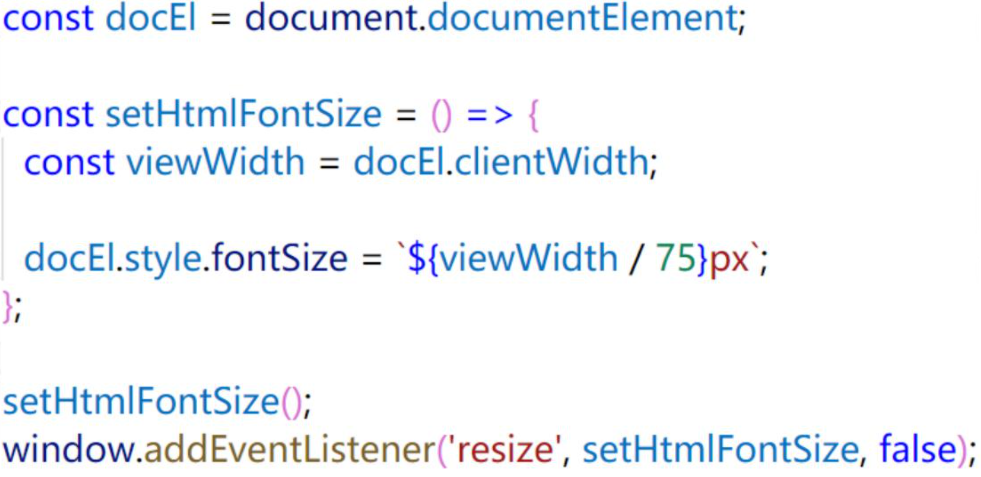 const docEl = document.documentElement;
const setHtmlFontSize = () => {
const viewWidth = docEl.clientWidth;
docEl.style.fontSize = `${viewWidth / 75}px`;
};
setHtmlFontSize();
window.addEventListener('resize', setHtmlFontSize, false);